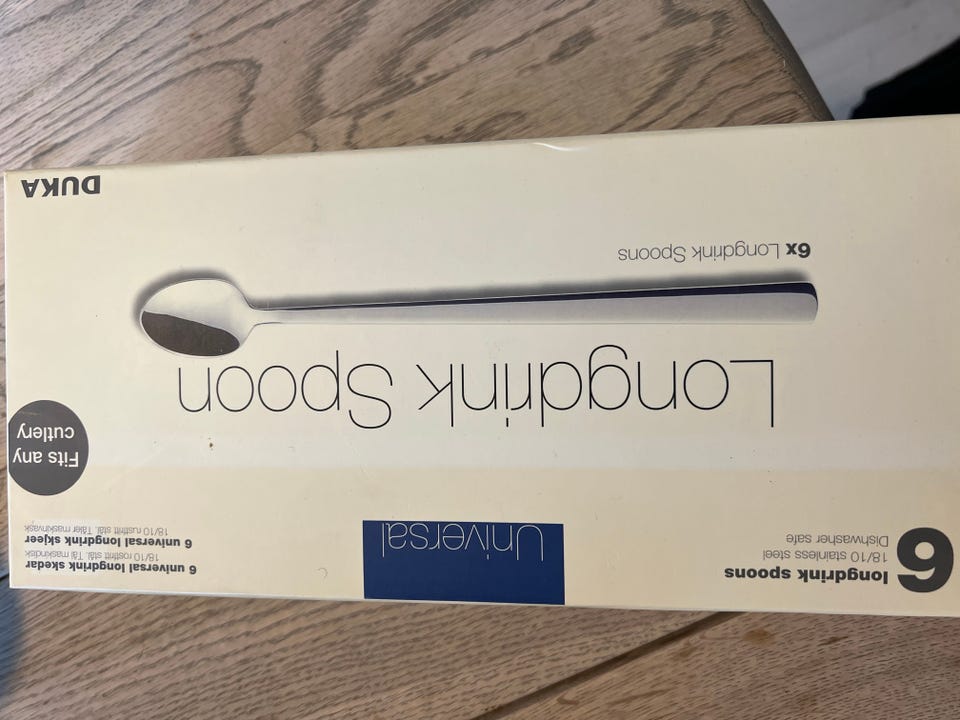 6
longdrink spoons
18/10 stainless steel
Dishwasher safe
Universal
6 universal longdrink skedar
18/10 rostfritt stål. Tål maskindisk
6 universal longdrink skjeer
18/10 rustfritt stål. Tåler maskinvask
Fits any
cutlery
Longdrink Spoon
6x Longdrink Spoons
DUKA